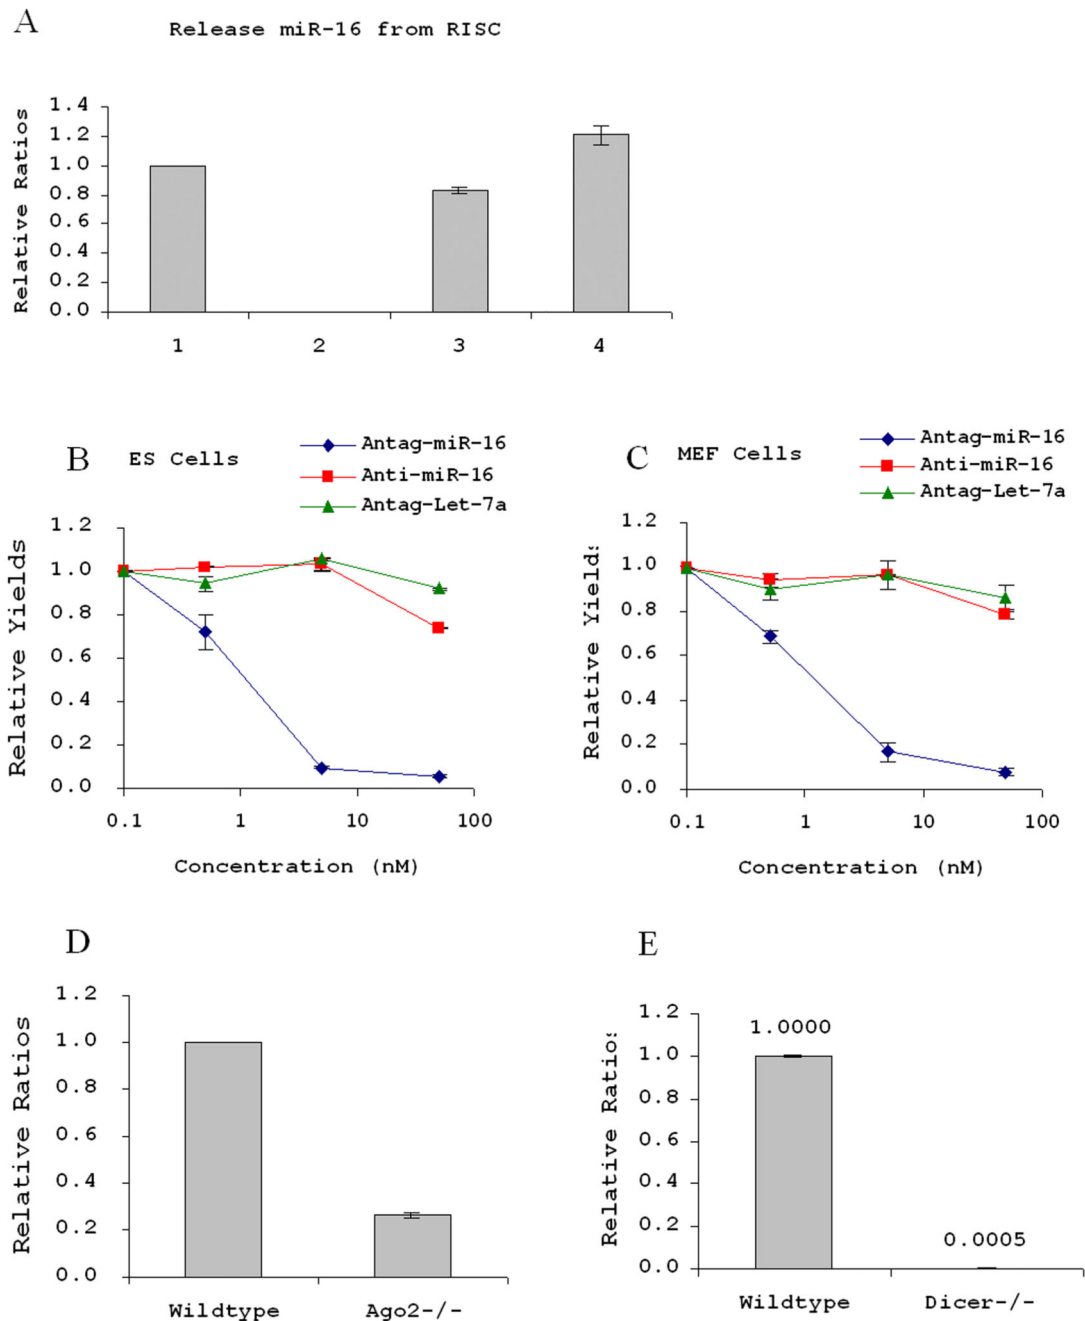 A
Release miR-16 from RISC
Relative Ratios
1.4
1.2
1.0
0.8
0.6
0.4
0.2
0.0
1 2 3 4
B
ES Cells
Antag-miR-16
Anti-miR-16
Antag-Let-7a
Relative Yields
1.2
1.0
0.8
0.6
0.4
0.2
0.0
0.1 1 10 100
Concentration (nM)
C
MEF Cells
Antag-miR-16
Anti-miR-16
Antag-Let-7a
Relative Yields
1.2
1.0
0.8
0.6
0.4
0.2
0.0
0.1 1 10 100
Concentration (nM)
D
Relative Ratios
1.2
1.0
0.8
0.6
0.4
0.2
0.0
Wildtype Ago2-/-
E
Relative Ratios
1.2
1.0
0.8
0.6
0.4
0.2
0.0
1.0000
0.0005
Wildtype Dicer-/-